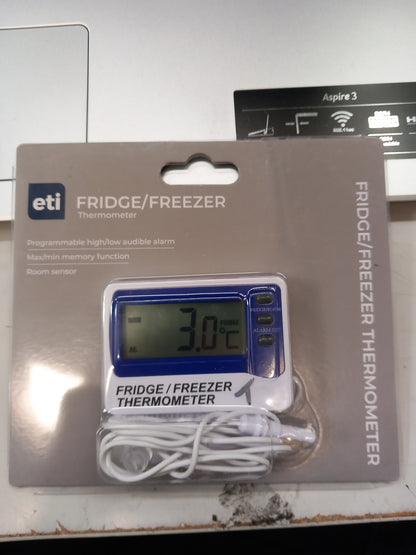 Aspire 3
eti
FRIDGE/FREEZER
Thermometer
Programmable high/low audible alarm
Max/min memory function
Room sensor
FRIDGE/FREEZER THERMOMETER
3.0°C
FRIDGE / FREEZER
THERMOMETER